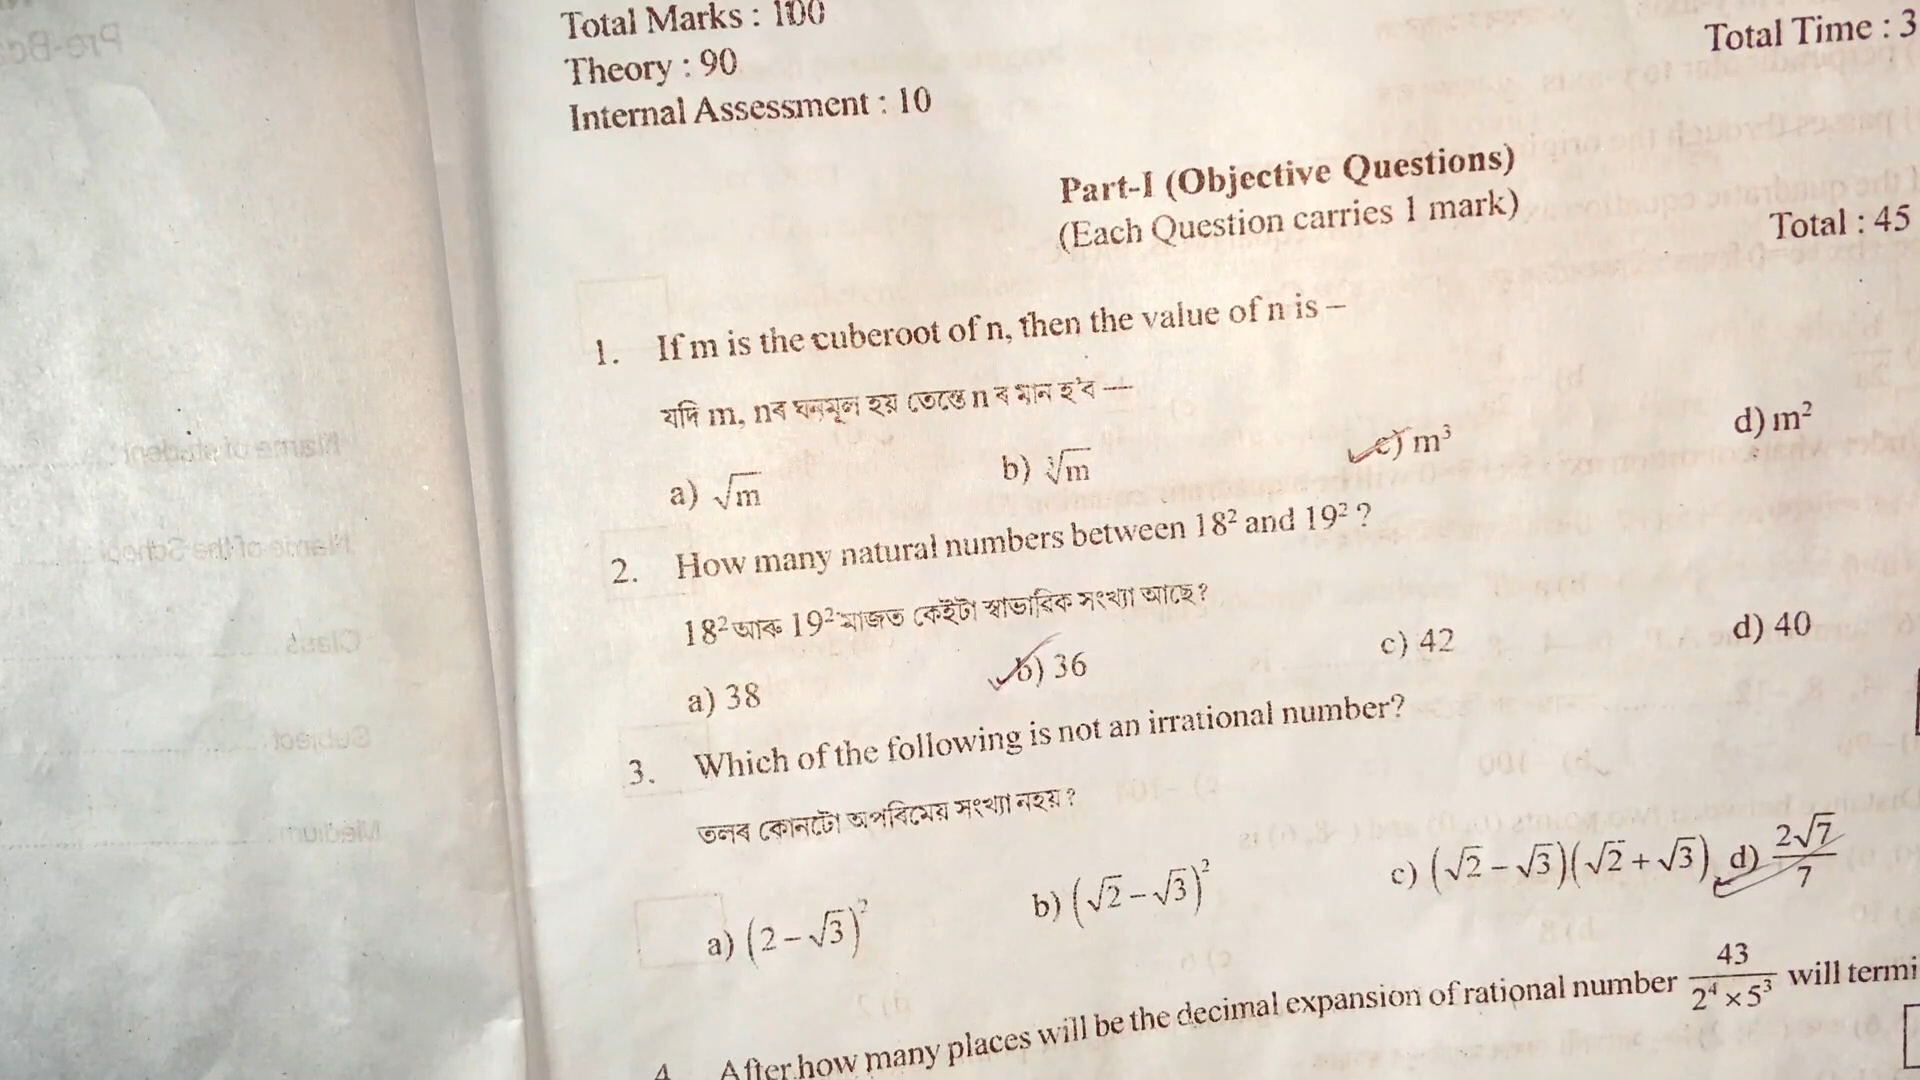 Total Marks : 100
Total Time : 3
Theory : 90
Internal Assessment : 10
Part-I (Objective Questions)
(Each Question carries 1 mark)
Total : 45
1. If m is the cuberoot of n, then the value of n is –
যদি m, nৰ ঘনমূল হয় তেন্তে n ৰ মান হ'ব —
a) √m b) ∛m c) m³ d) m²
2. How many natural numbers between 18² and 19² ?
18² আৰু 19² মাজত কেইটা স্বাভাৱিক সংখ্যা আছে?
a) 38 b) 36 c) 42 d) 40
3. Which of the following is not an irrational number?
তলৰ কোনটো অপৰিমেয় সংখ্যা নহয়?
a) (2 – √3)² b) (√2 – √3)² c) (√2 – √3)(√2 + √3) d) 2√7/7
4. After how many places will be the decimal expansion of rational number 43/(2⁴ × 5³) will termi